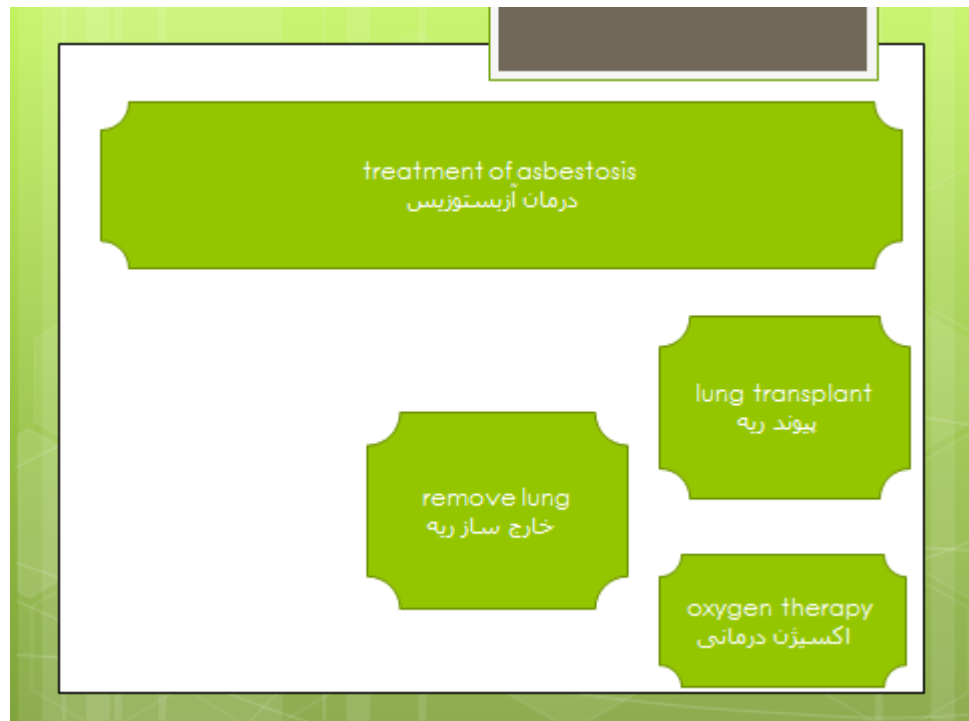 treatment of asbestosis
درمان آزبستوزیس
lung transplant
پیوند ریه
remove lung
خارج ساز ریه
oxygen therapy
اکسیژن درمانی